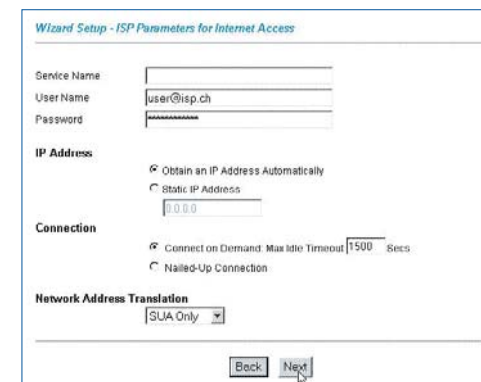 Wizard Setup - ISP Parameters for Internet Access
Service Name
User Name user@isp.ch
Password ************
IP Address
Obtain an IP Address Automatically
Static IP Address
0.0.0.0
Connection
Connect on Demand: Max Idle Timeout 1500 Secs
Nailed-Up Connection
Network Address Translation
SUA Only
Back Next